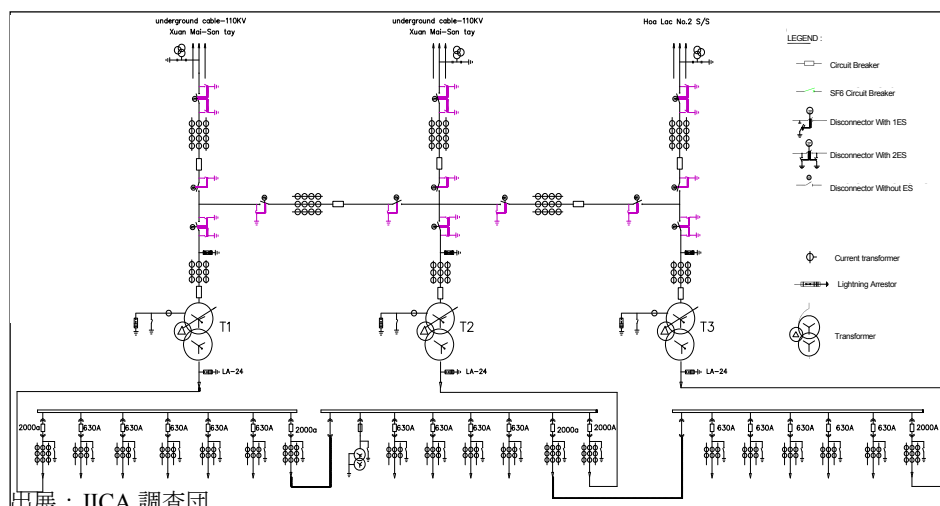 underground cable-110KV
Xuan Mai-Son tay
underground cable-110KV
Xuan Mai-Son tay
Hoa Lac No.2 S/S
LEGEND :
Circuit Breaker
SF6 Circuit Breaker
Disconnector With 1ES
Disconnector With 2ES
Disconnector Without ES
Current transformer
Lightning Arrestor
Transformer
T1
T2
T3
LA-24
LA-24
LA-24
2000a
630A
630A
630A
630A
630A
2000a
630A
630A
630A
630A
2000a
2000A
630A
630A
630A
630A
630A
2000A
出展：JICA 調査団